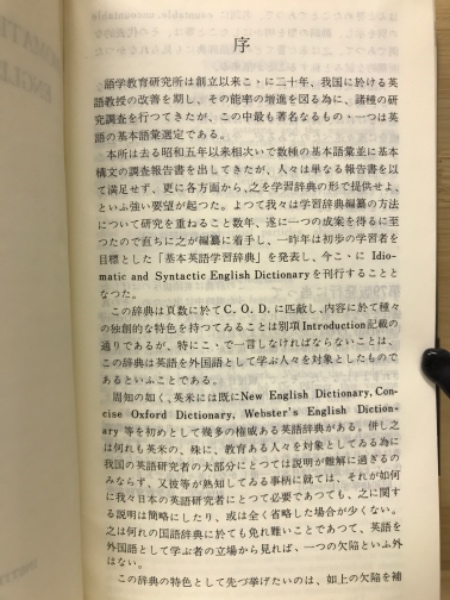 序
語学教育研究所は創立以来こゝに二十年、我国に於ける英
語教授の改善を期し、その能率の増進を図る為に、諸種の研
究調査を行つてきたが、この中最も著名なるもの・一つは英
語の基本語彙選定である。
本所は去る昭和五年以来相次いで数種の基本語彙並に基本
構文の調査報告書を出してきたが、人々は単なる報告書を以
て満足せず、更に各方面から、之を学習辞典の形で提供せよ、
といふ強い要望が起つた。よつて我々は学習辞典編纂の方法
について研究を重ねること数年、遂に一つの成案を得るに至
つたので直ちに之が編纂に着手し、一昨年は初歩の学習者を
目標とした「基本英語学習辞典」を発表し、今こゝに Idio-
matic and Syntactic English Dictionary を刊行することと
なつた。
この辞典は頁数に於て C. O. D. に匹敵し、内容に於て種々
の独創的な特色を持つてゐることは別項 Introduction 記載の
通りであるが、特にこゝで一言しなければならないことは、
この辞典は英語を外国語として学ぶ人々を対象としたもので
あるといふことである。
周知の如く、英米には既に New English Dictionary, Con-
cise Oxford Dictionary, Webster's English Diction-
ary 等を初めとして幾多の権威ある英語辞典がある。併し之
は何れも英米の、殊に、教育ある人々を対象としてゐる為に
我国の英語研究者の大部分にとつては説明が難解に過ぎるの
みならず、又彼等が熟知してゐる事柄に就ては、それが如何
に我々日本の英語研究者にとつて必要であつても、之に関す
る説明は簡略にしたり、或は全く省略した場合が少くない。
之は何れの国語辞典に於ても免れ難いことであつて、英語を
外国語として学ぶ者の立場から見れば、一つの欠陥といふ外
はない。
この辞典の特色として先づ挙げたいのは、如上の欠陥を補